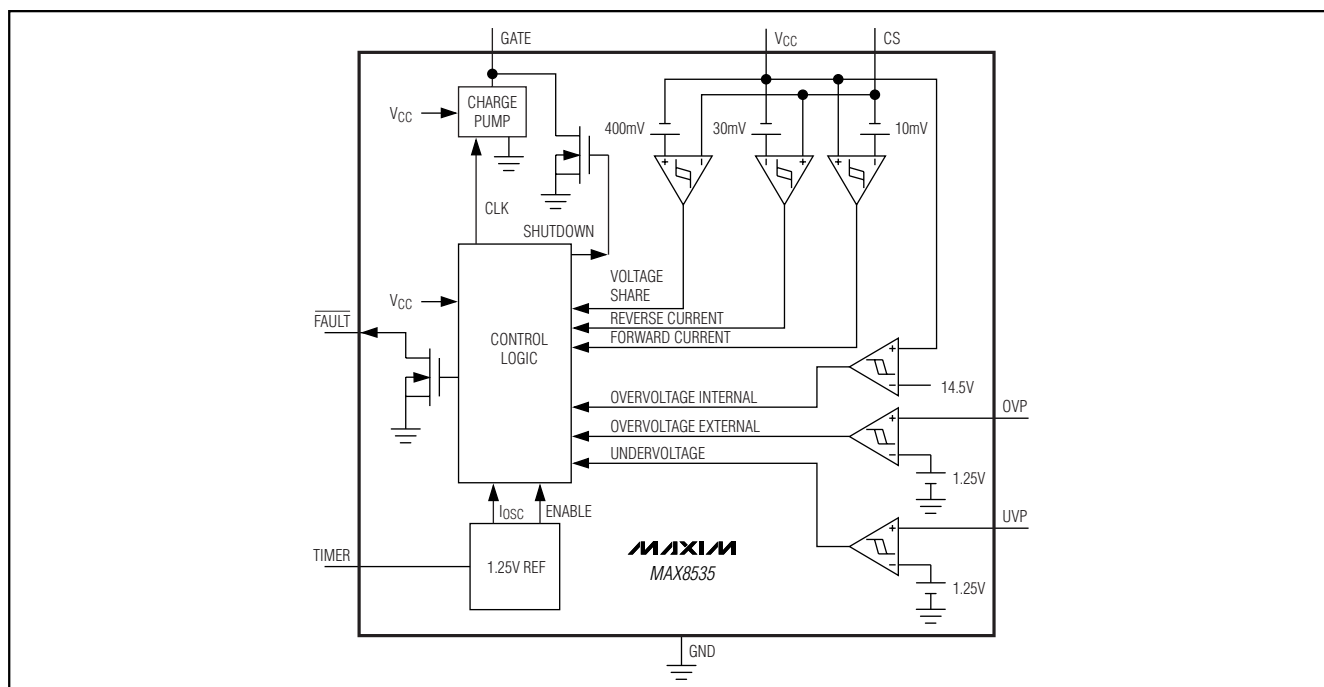 GATE
VCC
CS
CHARGE
PUMP
VCC
400mV
30mV
10mV
+
–
–
+
+
–
CLK
SHUTDOWN
VOLTAGE
SHARE
VCC
REVERSE CURRENT
FAULT
FORWARD CURRENT
CONTROL
LOGIC
+
–
14.5V
OVERVOLTAGE INTERNAL
OVP
+
OVERVOLTAGE EXTERNAL
–
UNDERVOLTAGE
1.25V
IOSC
ENABLE
UVP
+
–
TIMER
1.25V REF
MAXIM
MAX8535
1.25V
GND